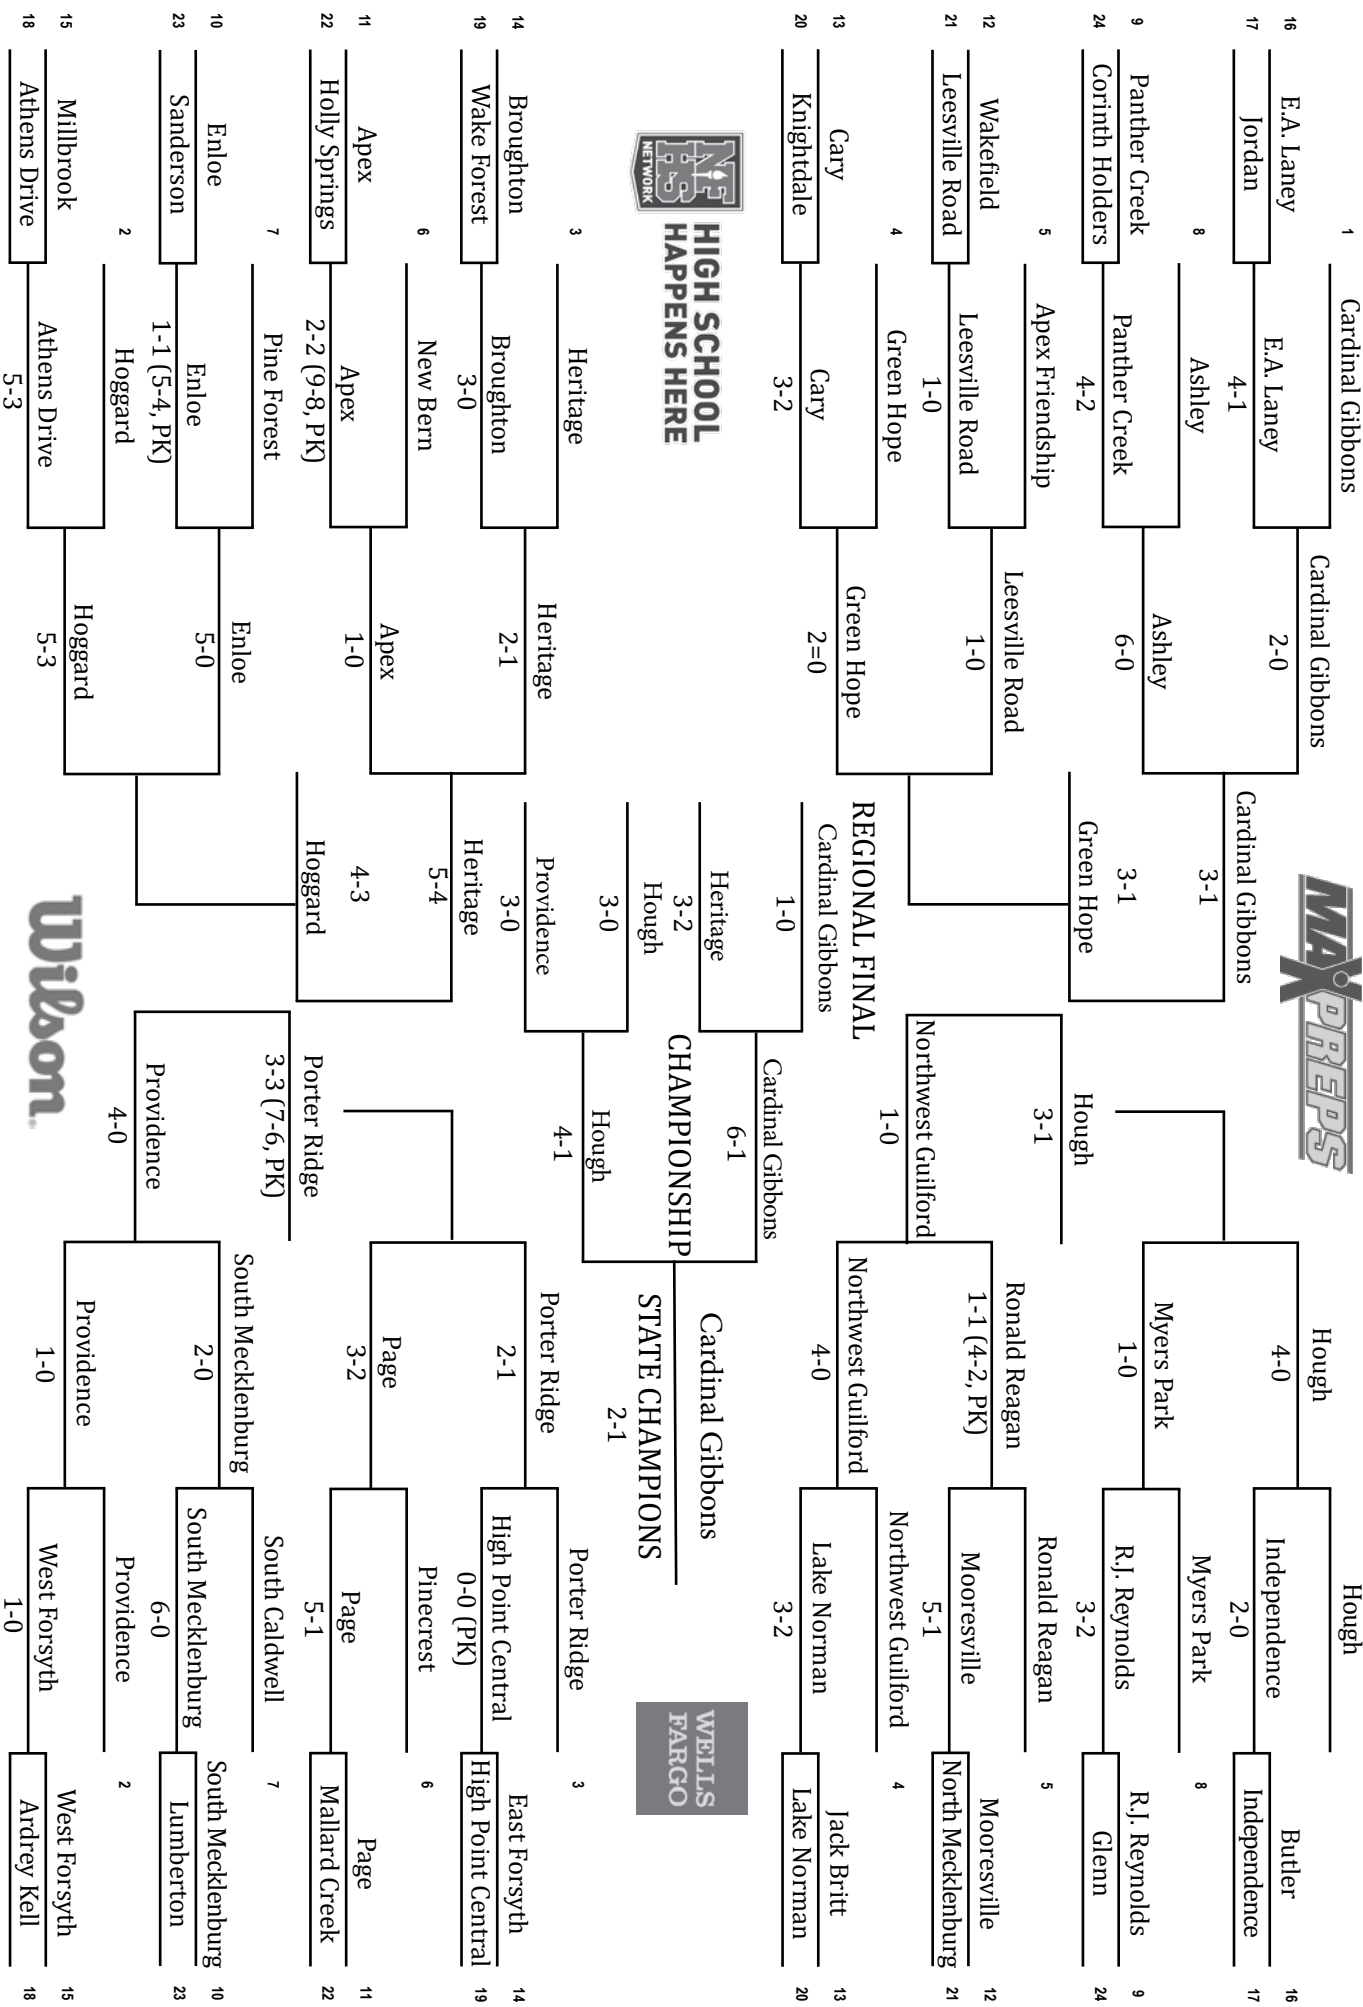 16
E.A. Laney
17
Jordan
9
Panther Creek
24
Corinth Holders
12
Wakefield
21
Leesville Road
13
Cary
20
Knightdale
14
Broughton
19
Wake Forest
11
Apex
22
Holly Springs
10
Enloe
23
Sanderson
15
Millbrook
18
Athens Drive
1
Cardinal Gibbons
E.A. Laney
4-1
8
Ashley
Panther Creek
4-2
5
Apex Friendship
Leesville Road
1-0
4
Green Hope
Cary
3-2
3
Heritage
Broughton
3-0
6
New Bern
Apex
2-2 (9-8, PK)
7
Pine Forest
Enloe
1-1 (5-4, PK)
2
Hoggard
Athens Drive
5-3
NFHS
NETWORK
HIGH SCHOOL
HAPPENS HERE
Cardinal Gibbons
2-0
Ashley
6-0
Leesville Road
1-0
Green Hope
2=0
Heritage
2-1
Apex
1-0
Enloe
5-0
Hoggard
5-3
Cardinal Gibbons
3-1
3-1
Green Hope
Heritage
5-4
4-3
Hoggard
REGIONAL FINAL
Cardinal Gibbons
1-0
Heritage
3-2
Hough
3-0
Providence
3-0
MAXPREPS
Wilson
CHAMPIONSHIP
Cardinal Gibbons
6-1
Hough
4-1
Cardinal Gibbons
STATE CHAMPIONS
2-1
Hough
3-1
Northwest Guilford
1-0
Porter Ridge
3-3 (7-6, PK)
Providence
4-0
Hough
4-0
Myers Park
1-0
Ronald Reagan
1-1 (4-2, PK)
Northwest Guilford
4-0
Porter Ridge
2-1
Page
3-2
South Mecklenburg
2-0
Providence
1-0
Hough
Independence
2-0
Myers Park
8
R.J. Reynolds
3-2
Ronald Reagan
5
Mooresville
5-1
Northwest Guilford
4
Lake Norman
3-2
Porter Ridge
3
High Point Central
0-0 (PK)
Pinecrest
6
Page
5-1
South Caldwell
7
South Mecklenburg
6-0
Providence
2
West Forsyth
1-0
WELLS
FARGO
Butler
16
Independence
17
R.J. Reynolds
9
Glenn
24
Mooresville
12
North Mecklenburg
21
Jack Britt
13
Lake Norman
20
East Forsyth
14
High Point Central
19
Page
11
Mallard Creek
22
South Mecklenburg
10
Lumberton
23
West Forsyth
15
Ardrey Kell
18